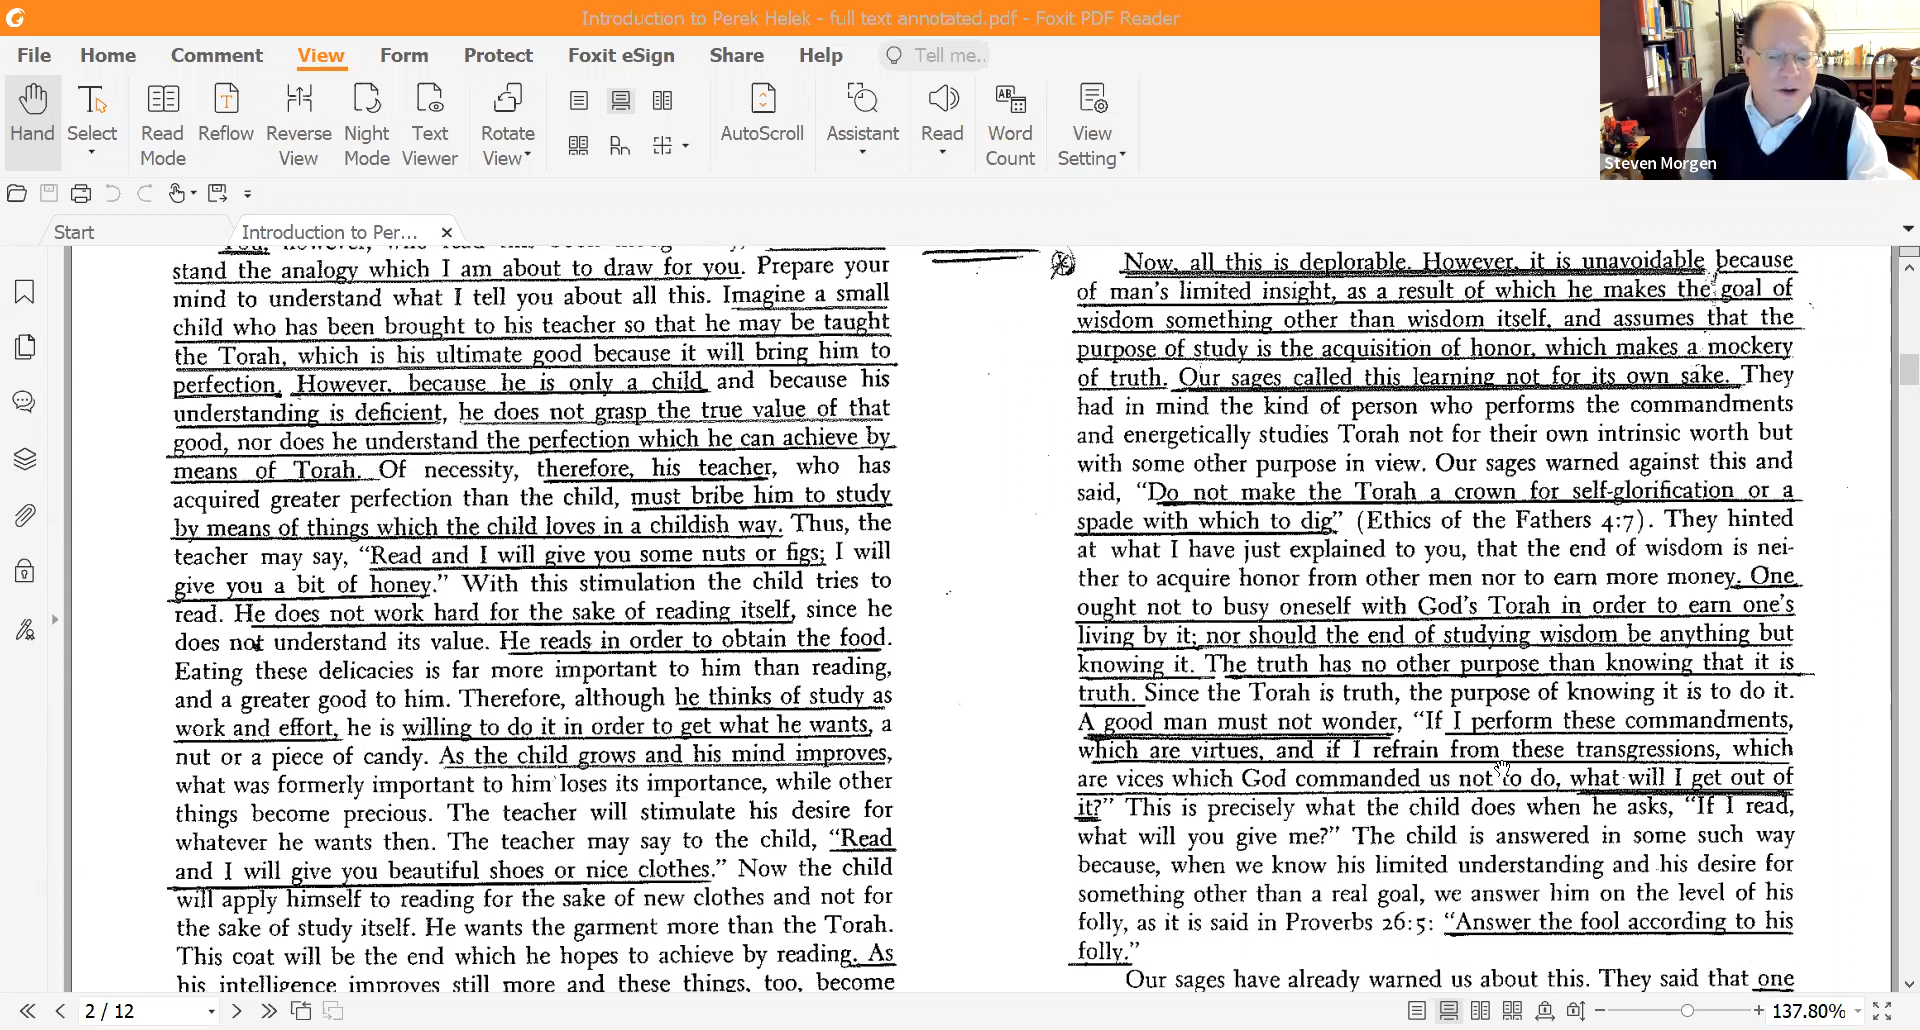 Introduction to Perek Helek - full text annotated.pdf - Foxit PDF Reader
File Home Comment View Form Protect Foxit eSign Share Help Tell me..
Hand Select Read Mode Reflow Reverse View Night Mode Text Viewer Rotate View AutoScroll Assistant Read Word Count View Setting
Steven Morgen
Start Introduction to Per...
stand the analogy which I am about to draw for you. Prepare your
mind to understand what I tell you about all this. Imagine a small
child who has been brought to his teacher so that he may be taught
the Torah, which is his ultimate good because it will bring him to
perfection. However, because he is only a child and because his
understanding is deficient, he does not grasp the true value of that
good, nor does he understand the perfection which he can achieve by
means of Torah. Of necessity, therefore, his teacher, who has
acquired greater perfection than the child, must bribe him to study
by means of things which the child loves in a childish way. Thus, the
teacher may say, "Read and I will give you some nuts or figs; I will
give you a bit of honey." With this stimulation the child tries to
read. He does not work hard for the sake of reading itself, since he
does not understand its value. He reads in order to obtain the food.
Eating these delicacies is far more important to him than reading,
and a greater good to him. Therefore, although he thinks of study as
work and effort, he is willing to do it in order to get what he wants, a
nut or a piece of candy. As the child grows and his mind improves,
what was formerly important to him loses its importance, while other
things become precious. The teacher will stimulate his desire for
whatever he wants then. The teacher may say to the child, "Read
and I will give you beautiful shoes or nice clothes." Now the child
will apply himself to reading for the sake of new clothes and not for
the sake of study itself. He wants the garment more than the Torah.
This coat will be the end which he hopes to achieve by reading. As
his intelligence improves still more and these things, too, become
Now, all this is deplorable. However, it is unavoidable because
of man's limited insight, as a result of which he makes the goal of
wisdom something other than wisdom itself, and assumes that the
purpose of study is the acquisition of honor, which makes a mockery
of truth. Our sages called this learning not for its own sake. They
had in mind the kind of person who performs the commandments
and energetically studies Torah not for their own intrinsic worth but
with some other purpose in view. Our sages warned against this and
said, "Do not make the Torah a crown for self-glorification or a
spade with which to dig" (Ethics of the Fathers 4:7). They hinted
at what I have just explained to you, that the end of wisdom is nei-
ther to acquire honor from other men nor to earn more money. One
ought not to busy oneself with God's Torah in order to earn one's
living by it; nor should the end of studying wisdom be anything but
knowing it. The truth has no other purpose than knowing that it is
truth. Since the Torah is truth, the purpose of knowing it is to do it.
A good man must not wonder, "If I perform these commandments,
which are virtues, and if I refrain from these transgressions, which
are vices which God commanded us not to do, what will I get out of
it?" This is precisely what the child does when he asks, "If I read,
what will you give me?" The child is answered in some such way
because, when we know his limited understanding and his desire for
something other than a real goal, we answer him on the level of his
folly, as it is said in Proverbs 26:5: "Answer the fool according to his
folly."
Our sages have already warned us about this. They said that one
2 / 12
137.80%